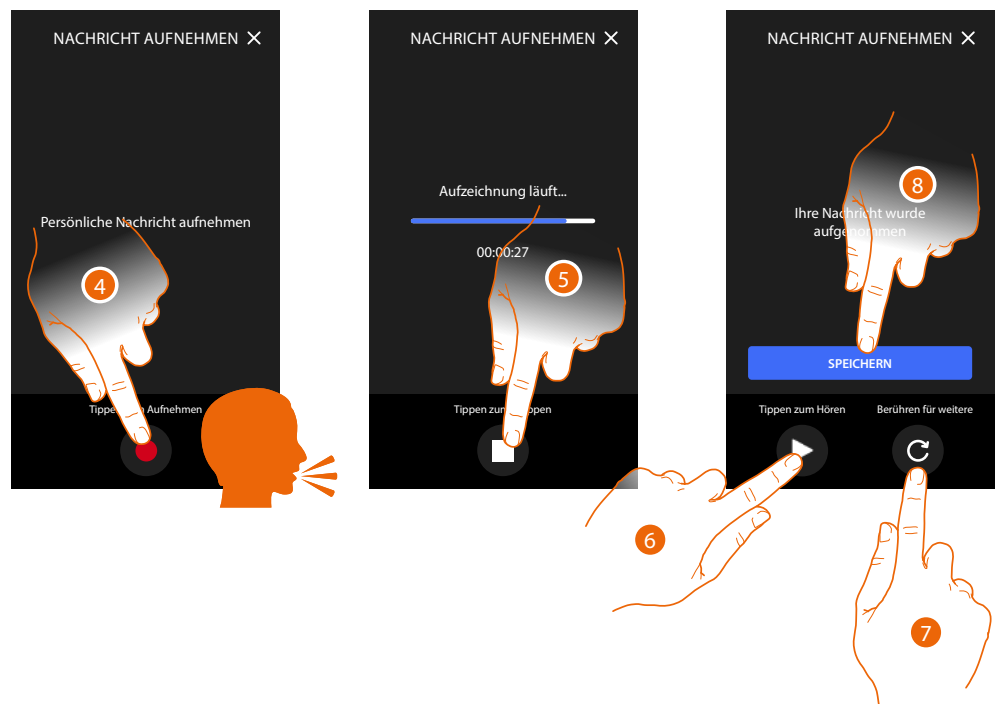 NACHRICHT AUFNEHMEN
Persönliche Nachricht aufnehmen
4
Aufnehmen
NACHRICHT AUFNEHMEN
Aufzeichnung läuft...
00:00:27
5
Tippen zum
NACHRICHT AUFNEHMEN
8
Ihre Nachricht wurde
aufgenommen
SPEICHERN
Tippen zum Hören
Berühren für weitere
6
7